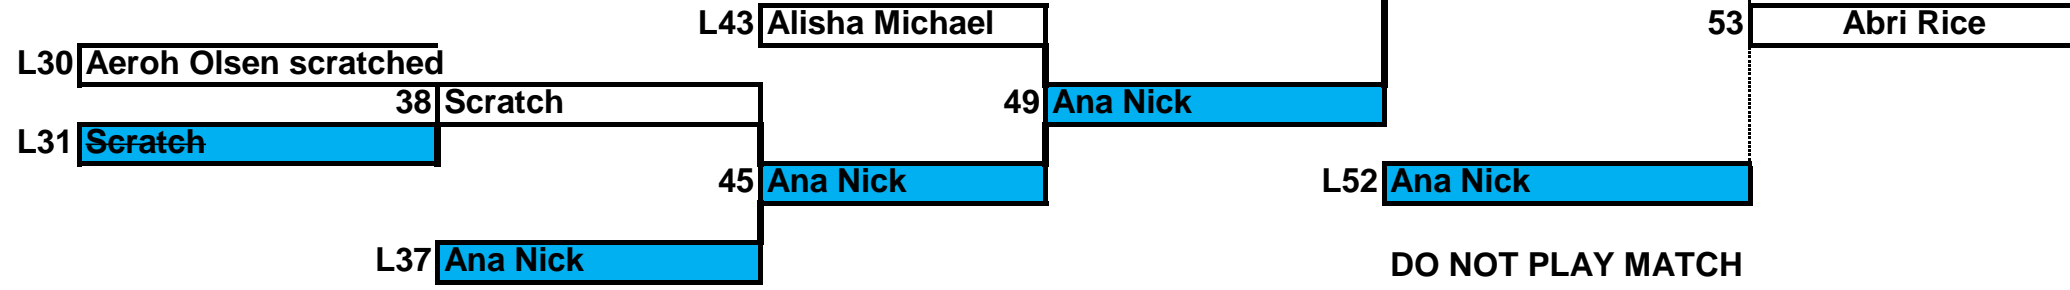 L43 Alisha Michael 53 Abri Rice
L30 Aeroh Olsen scratched
38 Scratch 49 Ana Nick
L31 Scratch
45 Ana Nick L52 Ana Nick
L37 Ana Nick DO NOT PLAY MATCH